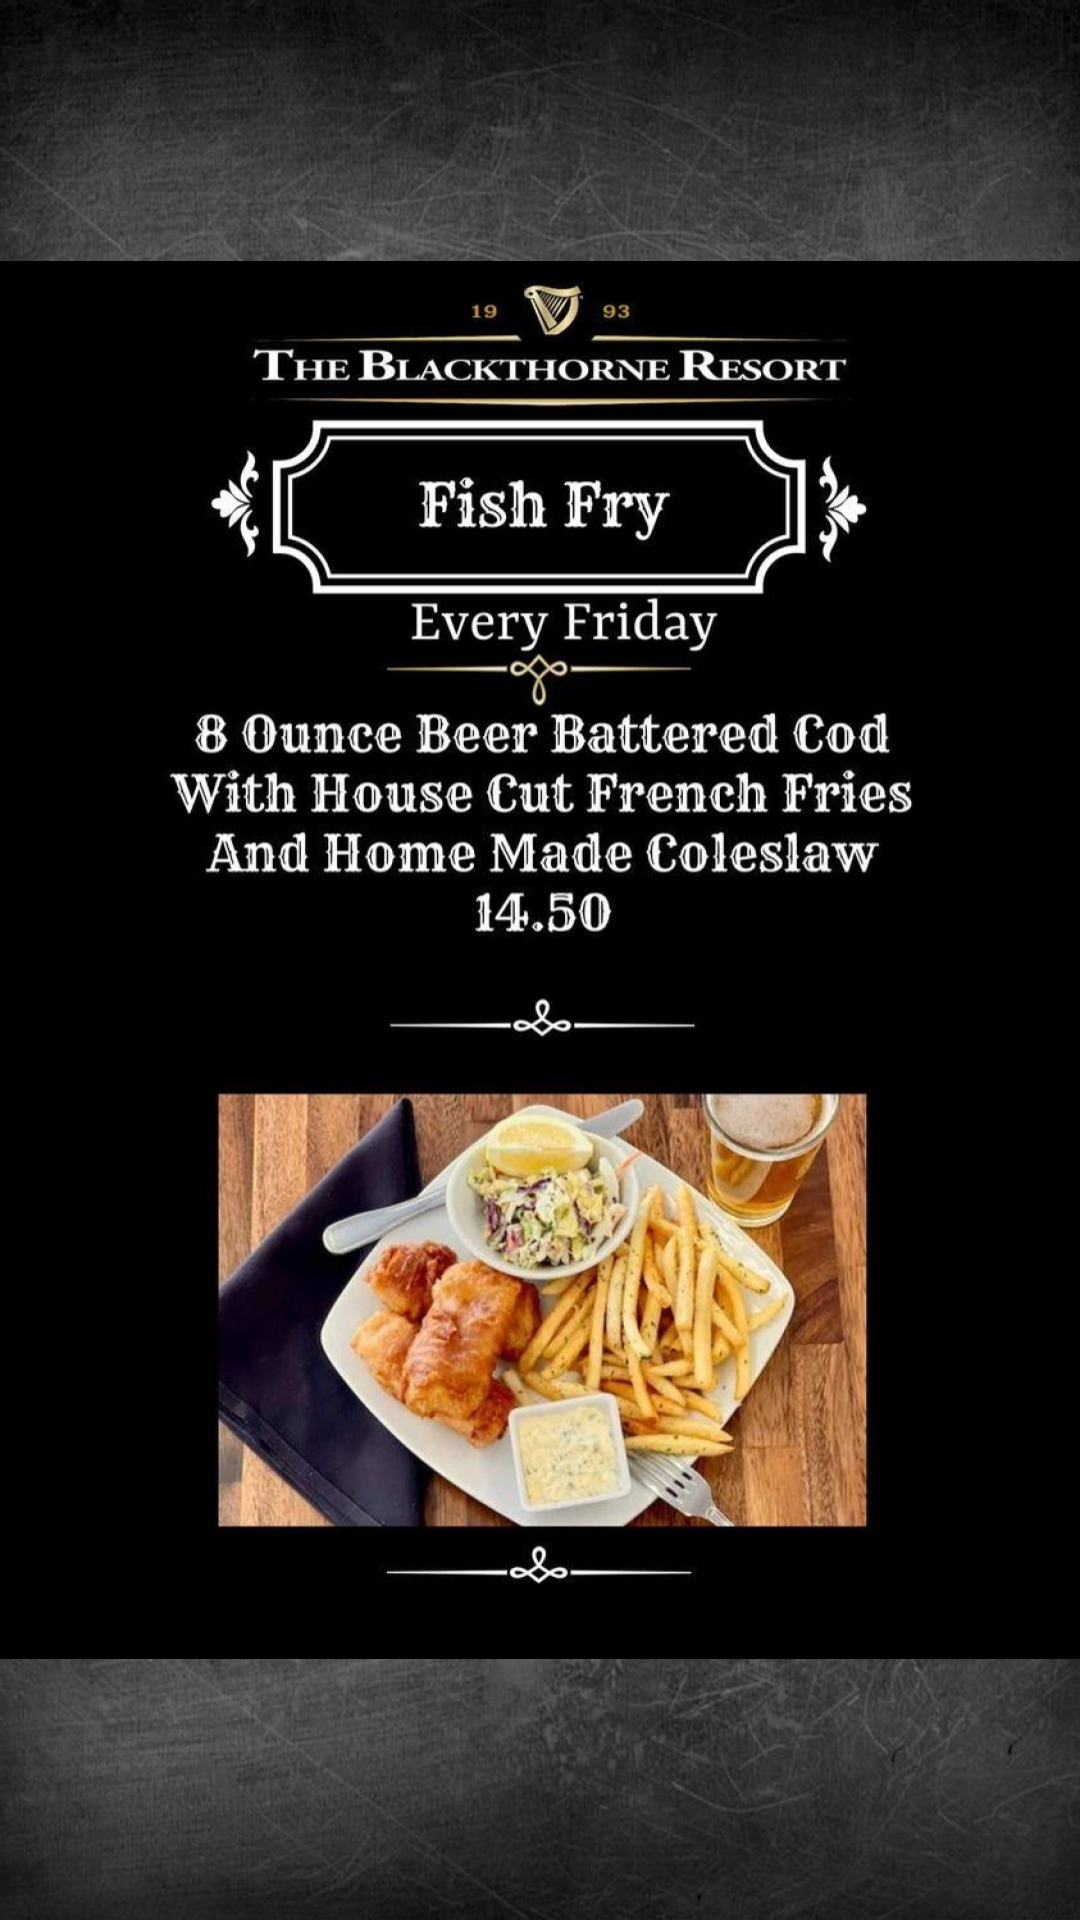 19 93
THE BLACKTHORNE RESORT
Fish Fry
Every Friday
8 Ounce Beer Battered Cod
With House Cut French Fries
And Home Made Coleslaw
14.50